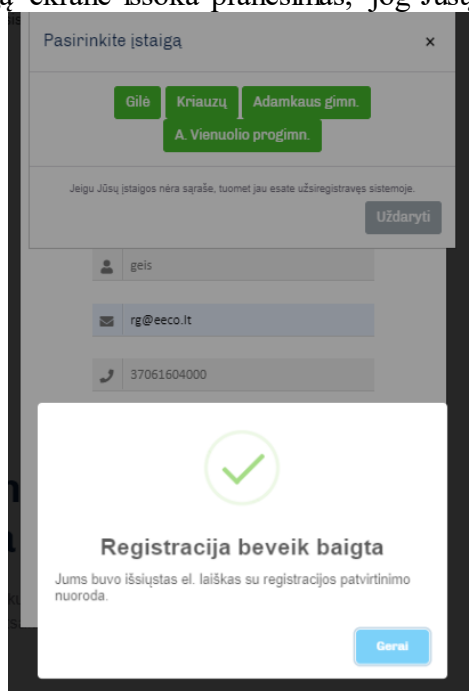 ekrane iššoka pranešimas, jog Jūsų
Pasirinkite įstaigą ×
Gilė Kriauzų Adamkaus gimn.
A. Vienuolio progimn.
Jeigu Jūsų įstaigos nėra sąraše, tuomet jau esate užsiregistravęs sistemoje.
Uždaryti
geis
rg@eeco.lt
37061604000
Registracija beveik baigta
Jums buvo išsiųstas el. laiškas su registracijos patvirtinimo
nuoroda.
Gerai